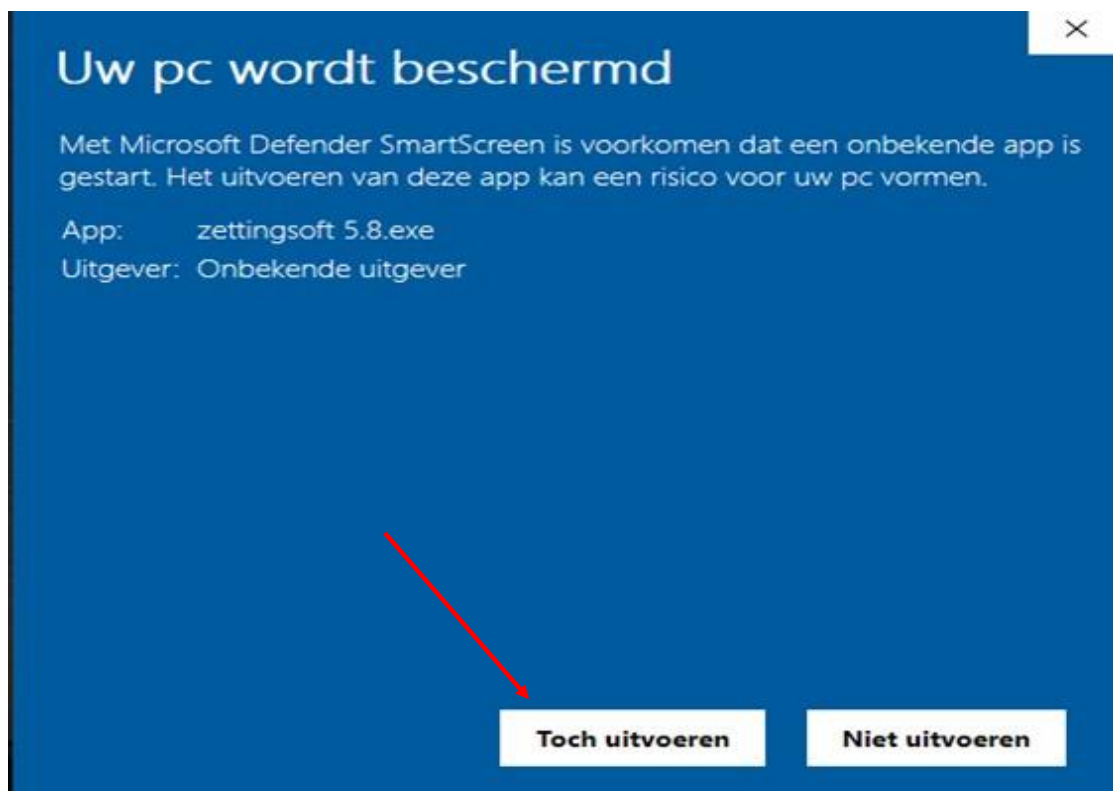 Uw pc wordt beschermd
Met Microsoft Defender SmartScreen is voorkomen dat een onbekende app is
gestart. Het uitvoeren van deze app kan een risico voor uw pc vormen.
App: zettingsoft 5.8.exe
Uitgever: Onbekende uitgever
Toch uitvoeren Niet uitvoeren